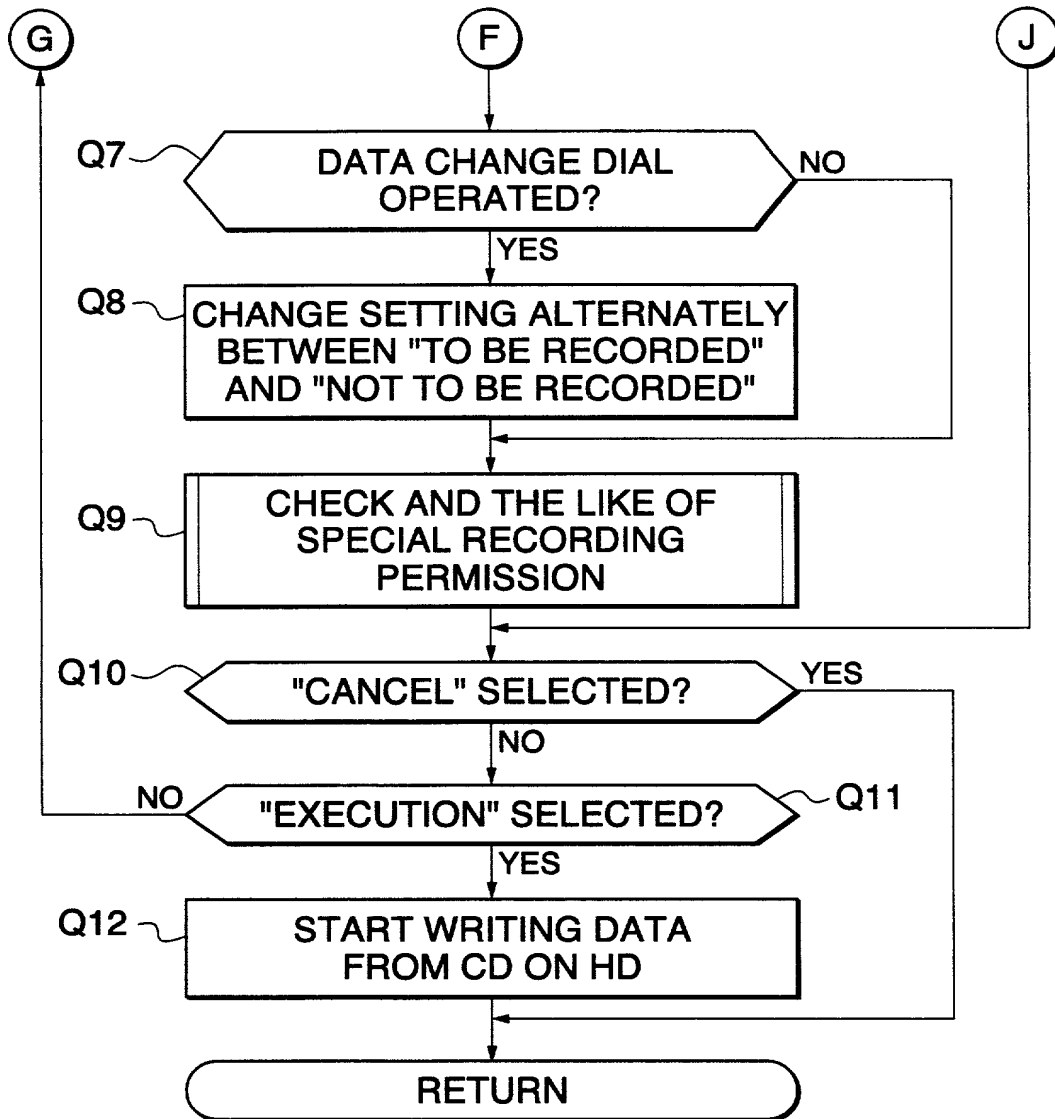 G
F
J
Q7
DATA CHANGE DIAL
OPERATED?
NO
YES
Q8
CHANGE SETTING ALTERNATELY
BETWEEN "TO BE RECORDED"
AND "NOT TO BE RECORDED"
Q9
CHECK AND THE LIKE OF
SPECIAL RECORDING
PERMISSION
Q10
"CANCEL" SELECTED?
YES
NO
NO
"EXECUTION" SELECTED?
Q11
YES
Q12
START WRITING DATA
FROM CD ON HD
RETURN